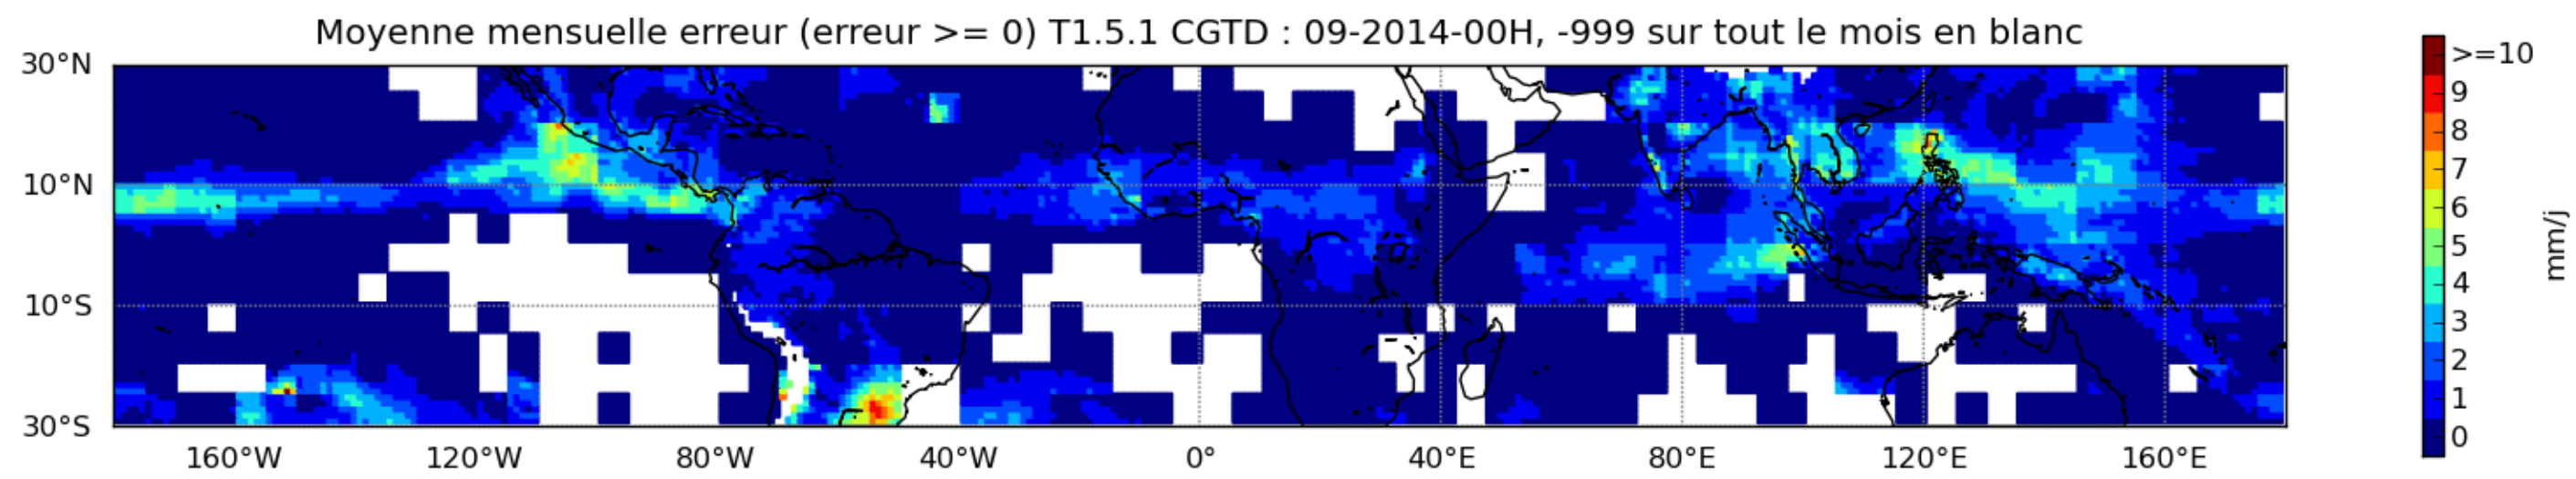 Moyenne mensuelle erreur (erreur >= 0) T1.5.1 CGTD : 09-2014-00H, -999 sur tout le mois en blanc
30°N
10°N
10°S
30°S
160°W 120°W 80°W 40°W 0° 40°E 80°E 120°E 160°E
>=10
9
8
7
6
5
4
3
2
1
0
mm/j